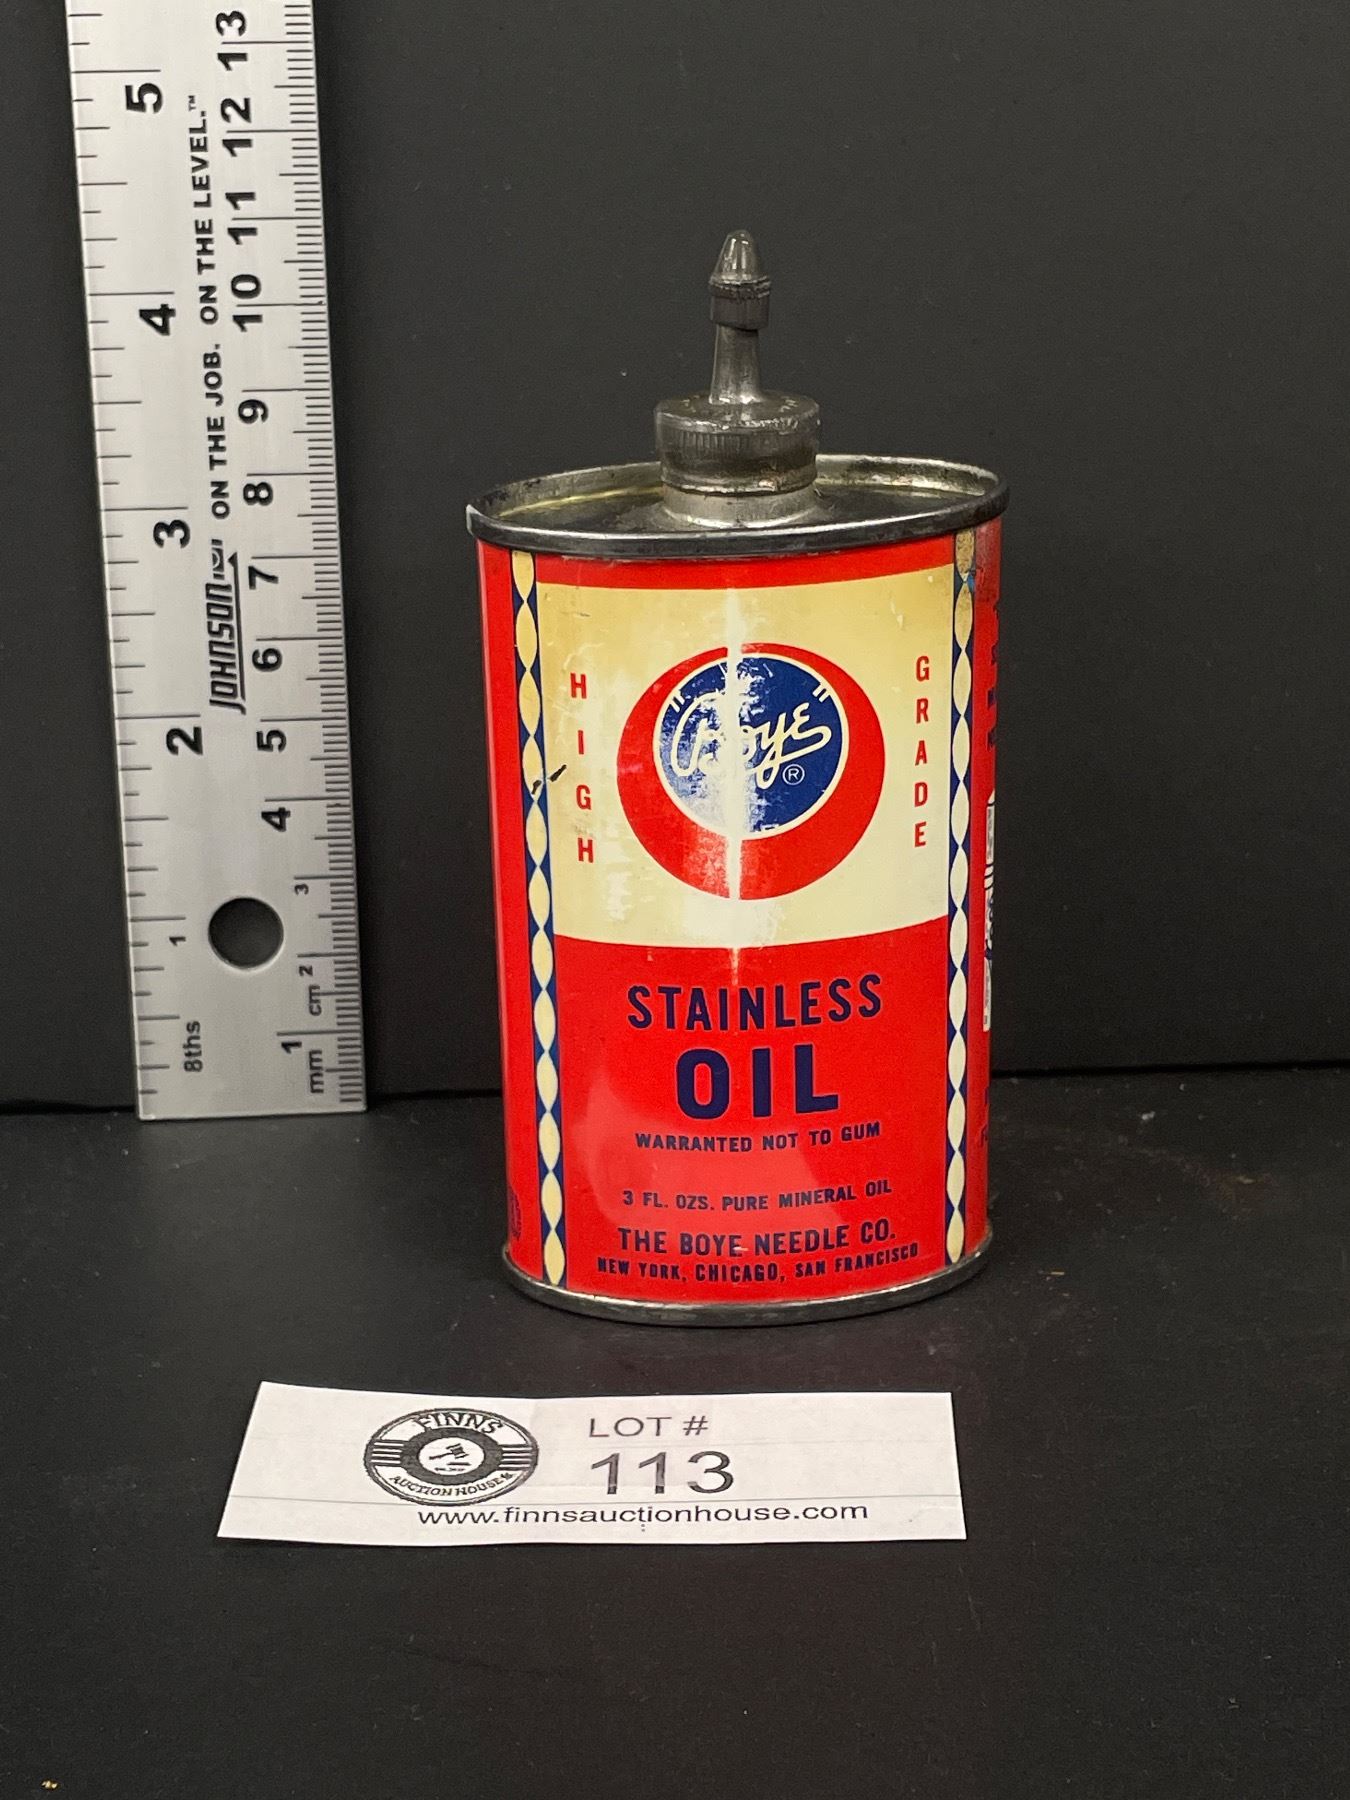 5
4
3
2
1
8ths
JOHNSON ON THE JOB. ON THE LEVEL.™
13
12
11
10
9
8
7
6
5
4
3
2
1
cm
mm
HIGH
GRADE
"Boye"
®
STAINLESS
OIL
WARRANTED NOT TO GUM
3 FL. OZS. PURE MINERAL OIL
THE BOYE NEEDLE CO.
NEW YORK, CHICAGO, SAN FRANCISCO
FINNS
AUCTION HOUSE
LOT #
113
www.finnsauctionhouse.com